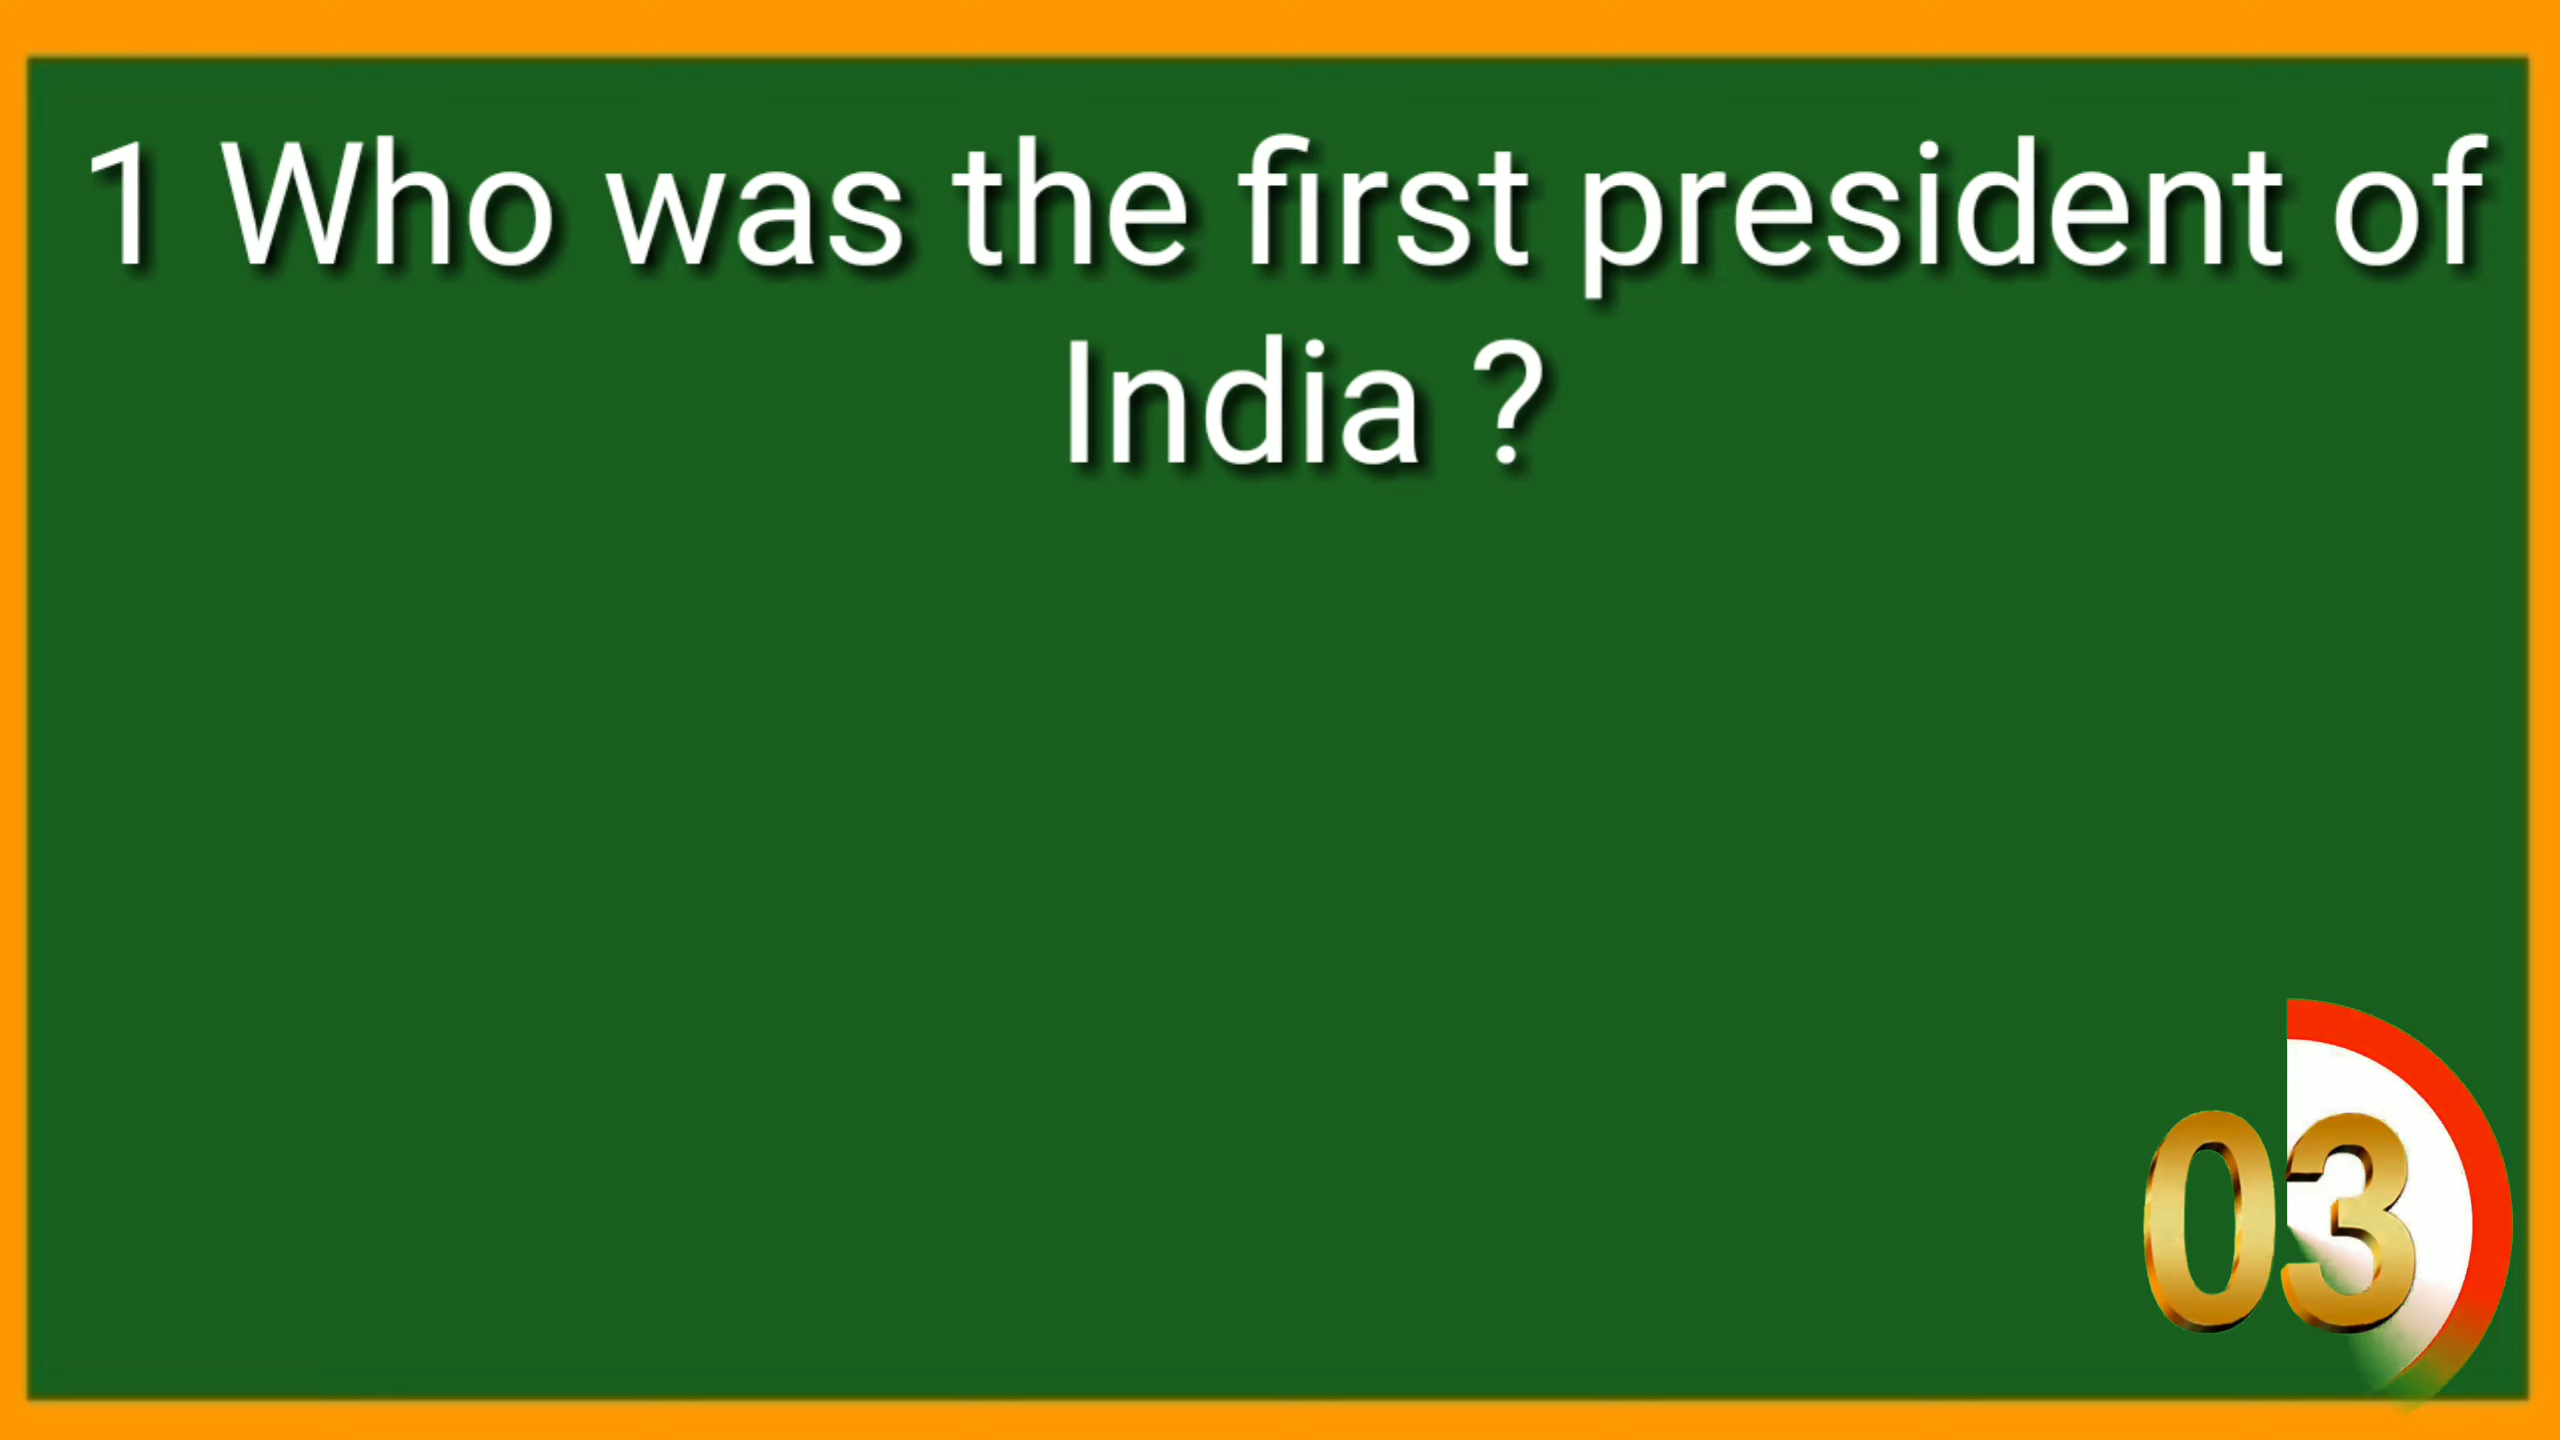 1 Who was the first president of
India ?
03